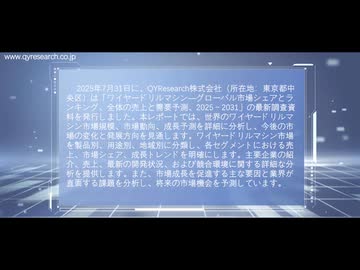 www.qyresearch.co.jp
2025年7月31日に、QYResearch株式会社（所在地：東京都中
央区）は「ワイヤードリルマシン―グローバル市場シェアとラ
ンキング、全体の売上と需要予測、2025～2031」の最新調査資
料を発行しました。本レポートでは、世界のワイヤードリルマ
シン市場規模、市場動向、成長予測を詳細に分析し、今後の市
場の変化と発展方向を見通します。ワイヤードリルマシン市場
を製品別、用途別、地域別に分類し、各セグメントにおける売
上、市場シェア、成長トレンドを明確にします。主要企業の紹
介、売上、最新の開発状況、および競合環境に関する詳細な分
析を提供します。また、市場成長を促進する主な要因と業界が
直面する課題を分析し、将来の市場機会を予測しています。